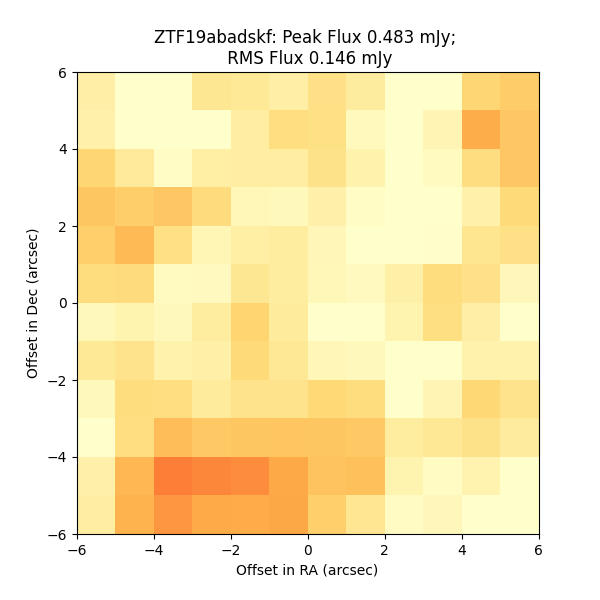 ZTF19abadskf: Peak Flux 0.483 mJy;
RMS Flux 0.146 mJy
6
4
2
0
−2
−4
−6
Offset in Dec (arcsec)
−6 −4 −2 0 2 4 6
Offset in RA (arcsec)